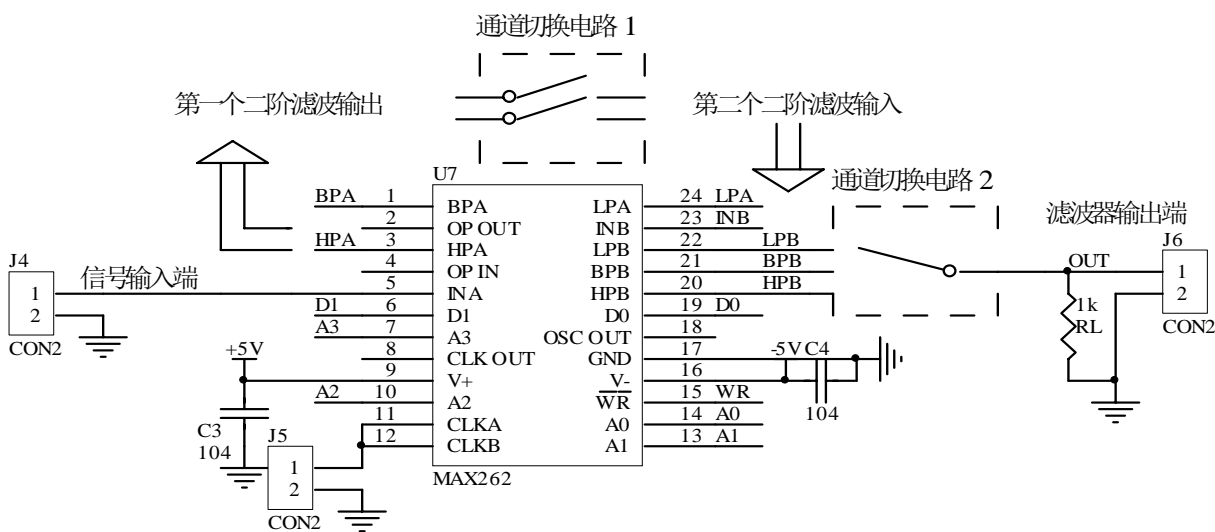 通道切换电路 1
第一个二阶滤波输出
第二个二阶滤波输入
通道切换电路 2
滤波器输出端
U7
BPA 1 BPA LPA 24 LPA
2 OP OUT INB 23 INB
HPA 3 HPA LPB 22 LPB
4 OP IN BPB 21 BPB
5 INA HPB 20 HPB
D1 6 D1 D0 19 D0
A3 7 A3 OSC OUT 18
8 CLK OUT GND 17
9 V+ V- 16
A2 10 A2 WR 15 WR
11 CLKA A0 14 A0
12 CLKB A1 13 A1
MAX262
J4
1
2
CON2
信号输入端
+5V
C3
104
J5
1
2
CON2
-5V C4
104
OUT
1k
RL
J6
1
2
CON2